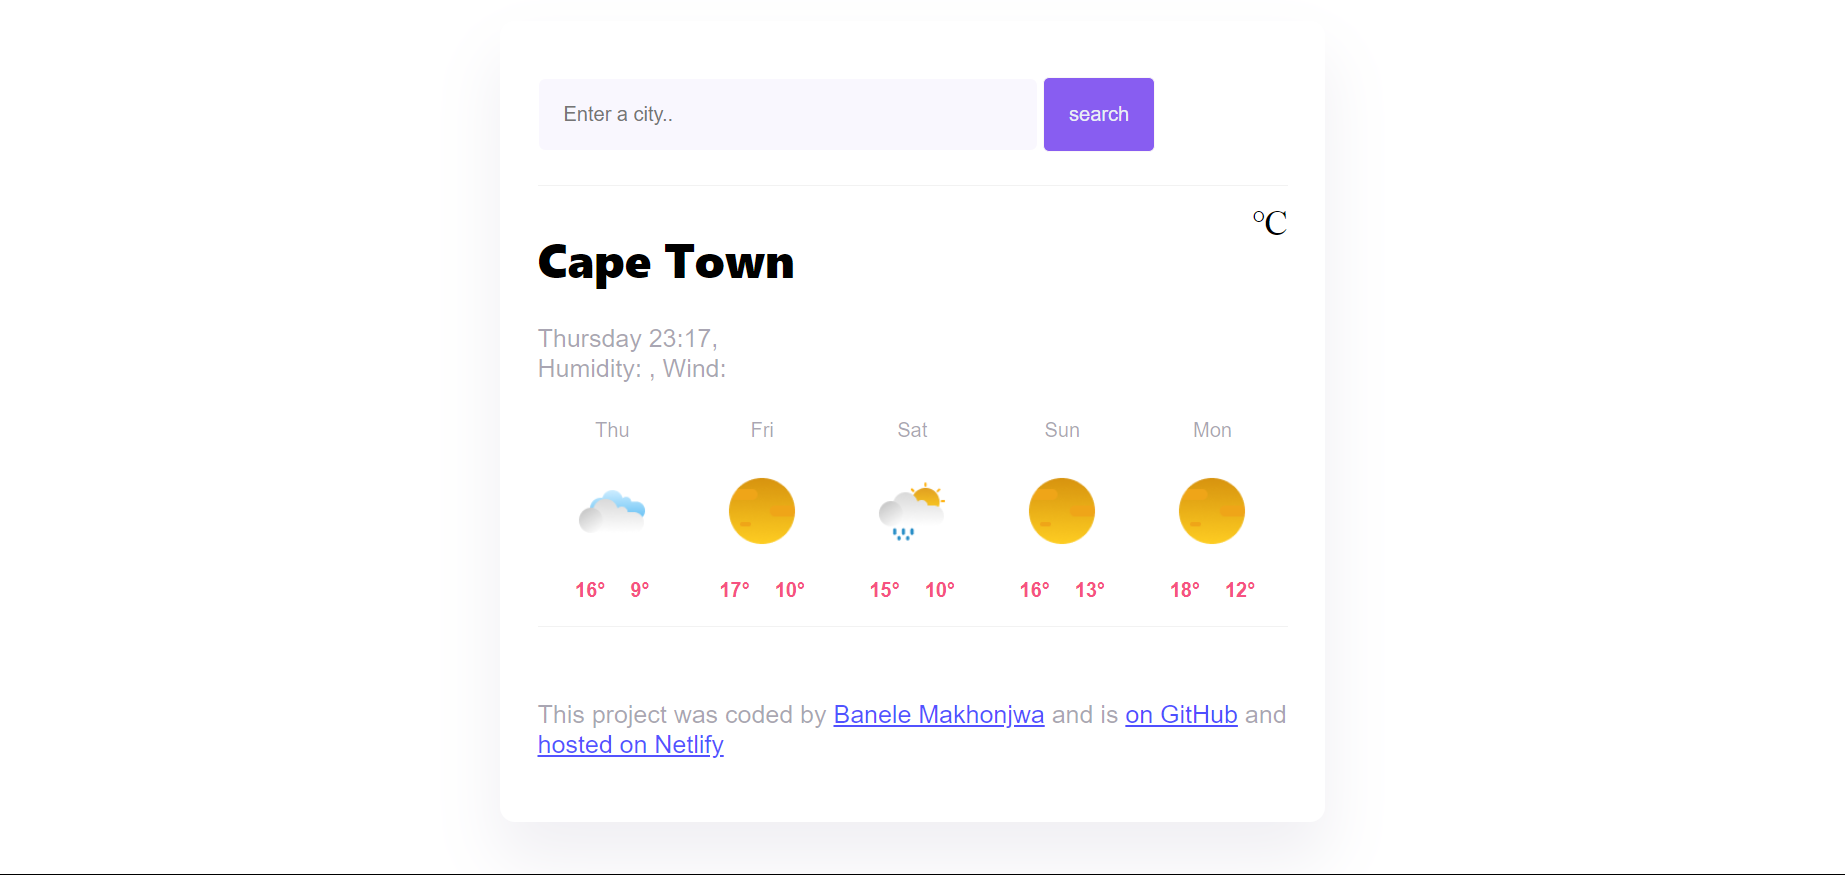 Enter a city.. search
°C
Cape Town
Thursday 23:17,
Humidity: , Wind:
Thu Fri Sat Sun Mon
16° 9° 17° 10° 15° 10° 16° 13° 18° 12°
This project was coded by Banele Makhonjwa and is on GitHub and
hosted on Netlify